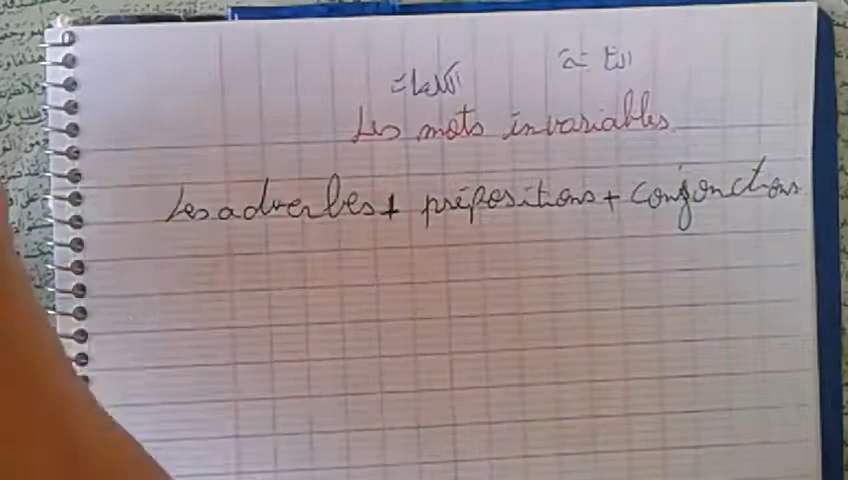 الثابتة
الكلمات
Les mots invariables
Les adverbes + prépositions + conjonctions